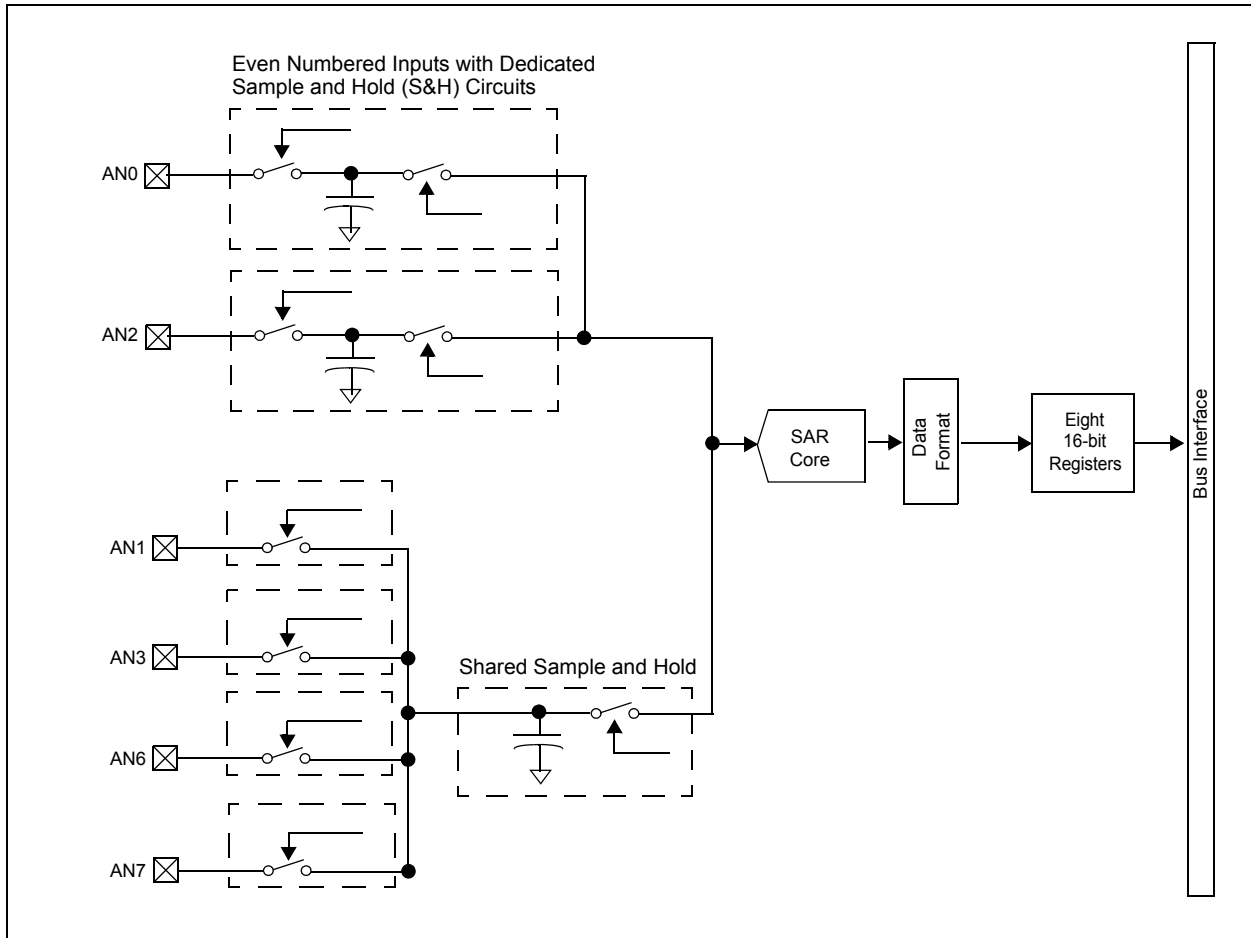 Even Numbered Inputs with Dedicated
Sample and Hold (S&H) Circuits
AN0
AN2
SAR
Core
Data
Format
Eight
16-bit
Registers
Bus Interface
AN1
AN3
Shared Sample and Hold
AN6
AN7